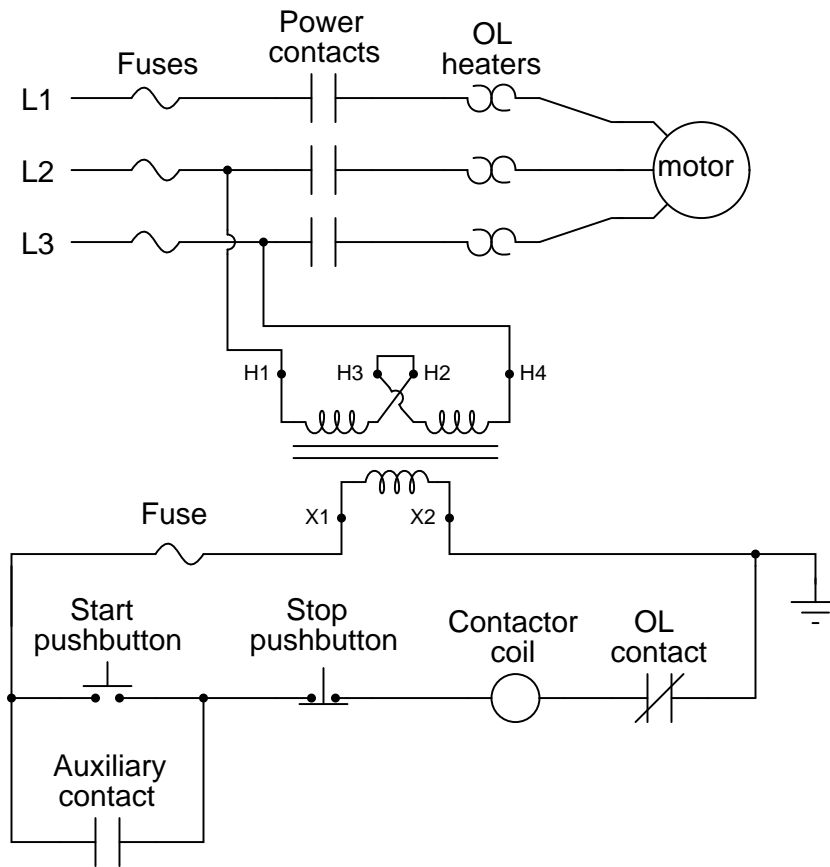 Power
contacts
OL
heaters
Fuses
L1
L2
motor
L3
H1
H3
H2
H4
X1
X2
Fuse
Start
pushbutton
Stop
pushbutton
Contactor
coil
OL
contact
Auxiliary
contact